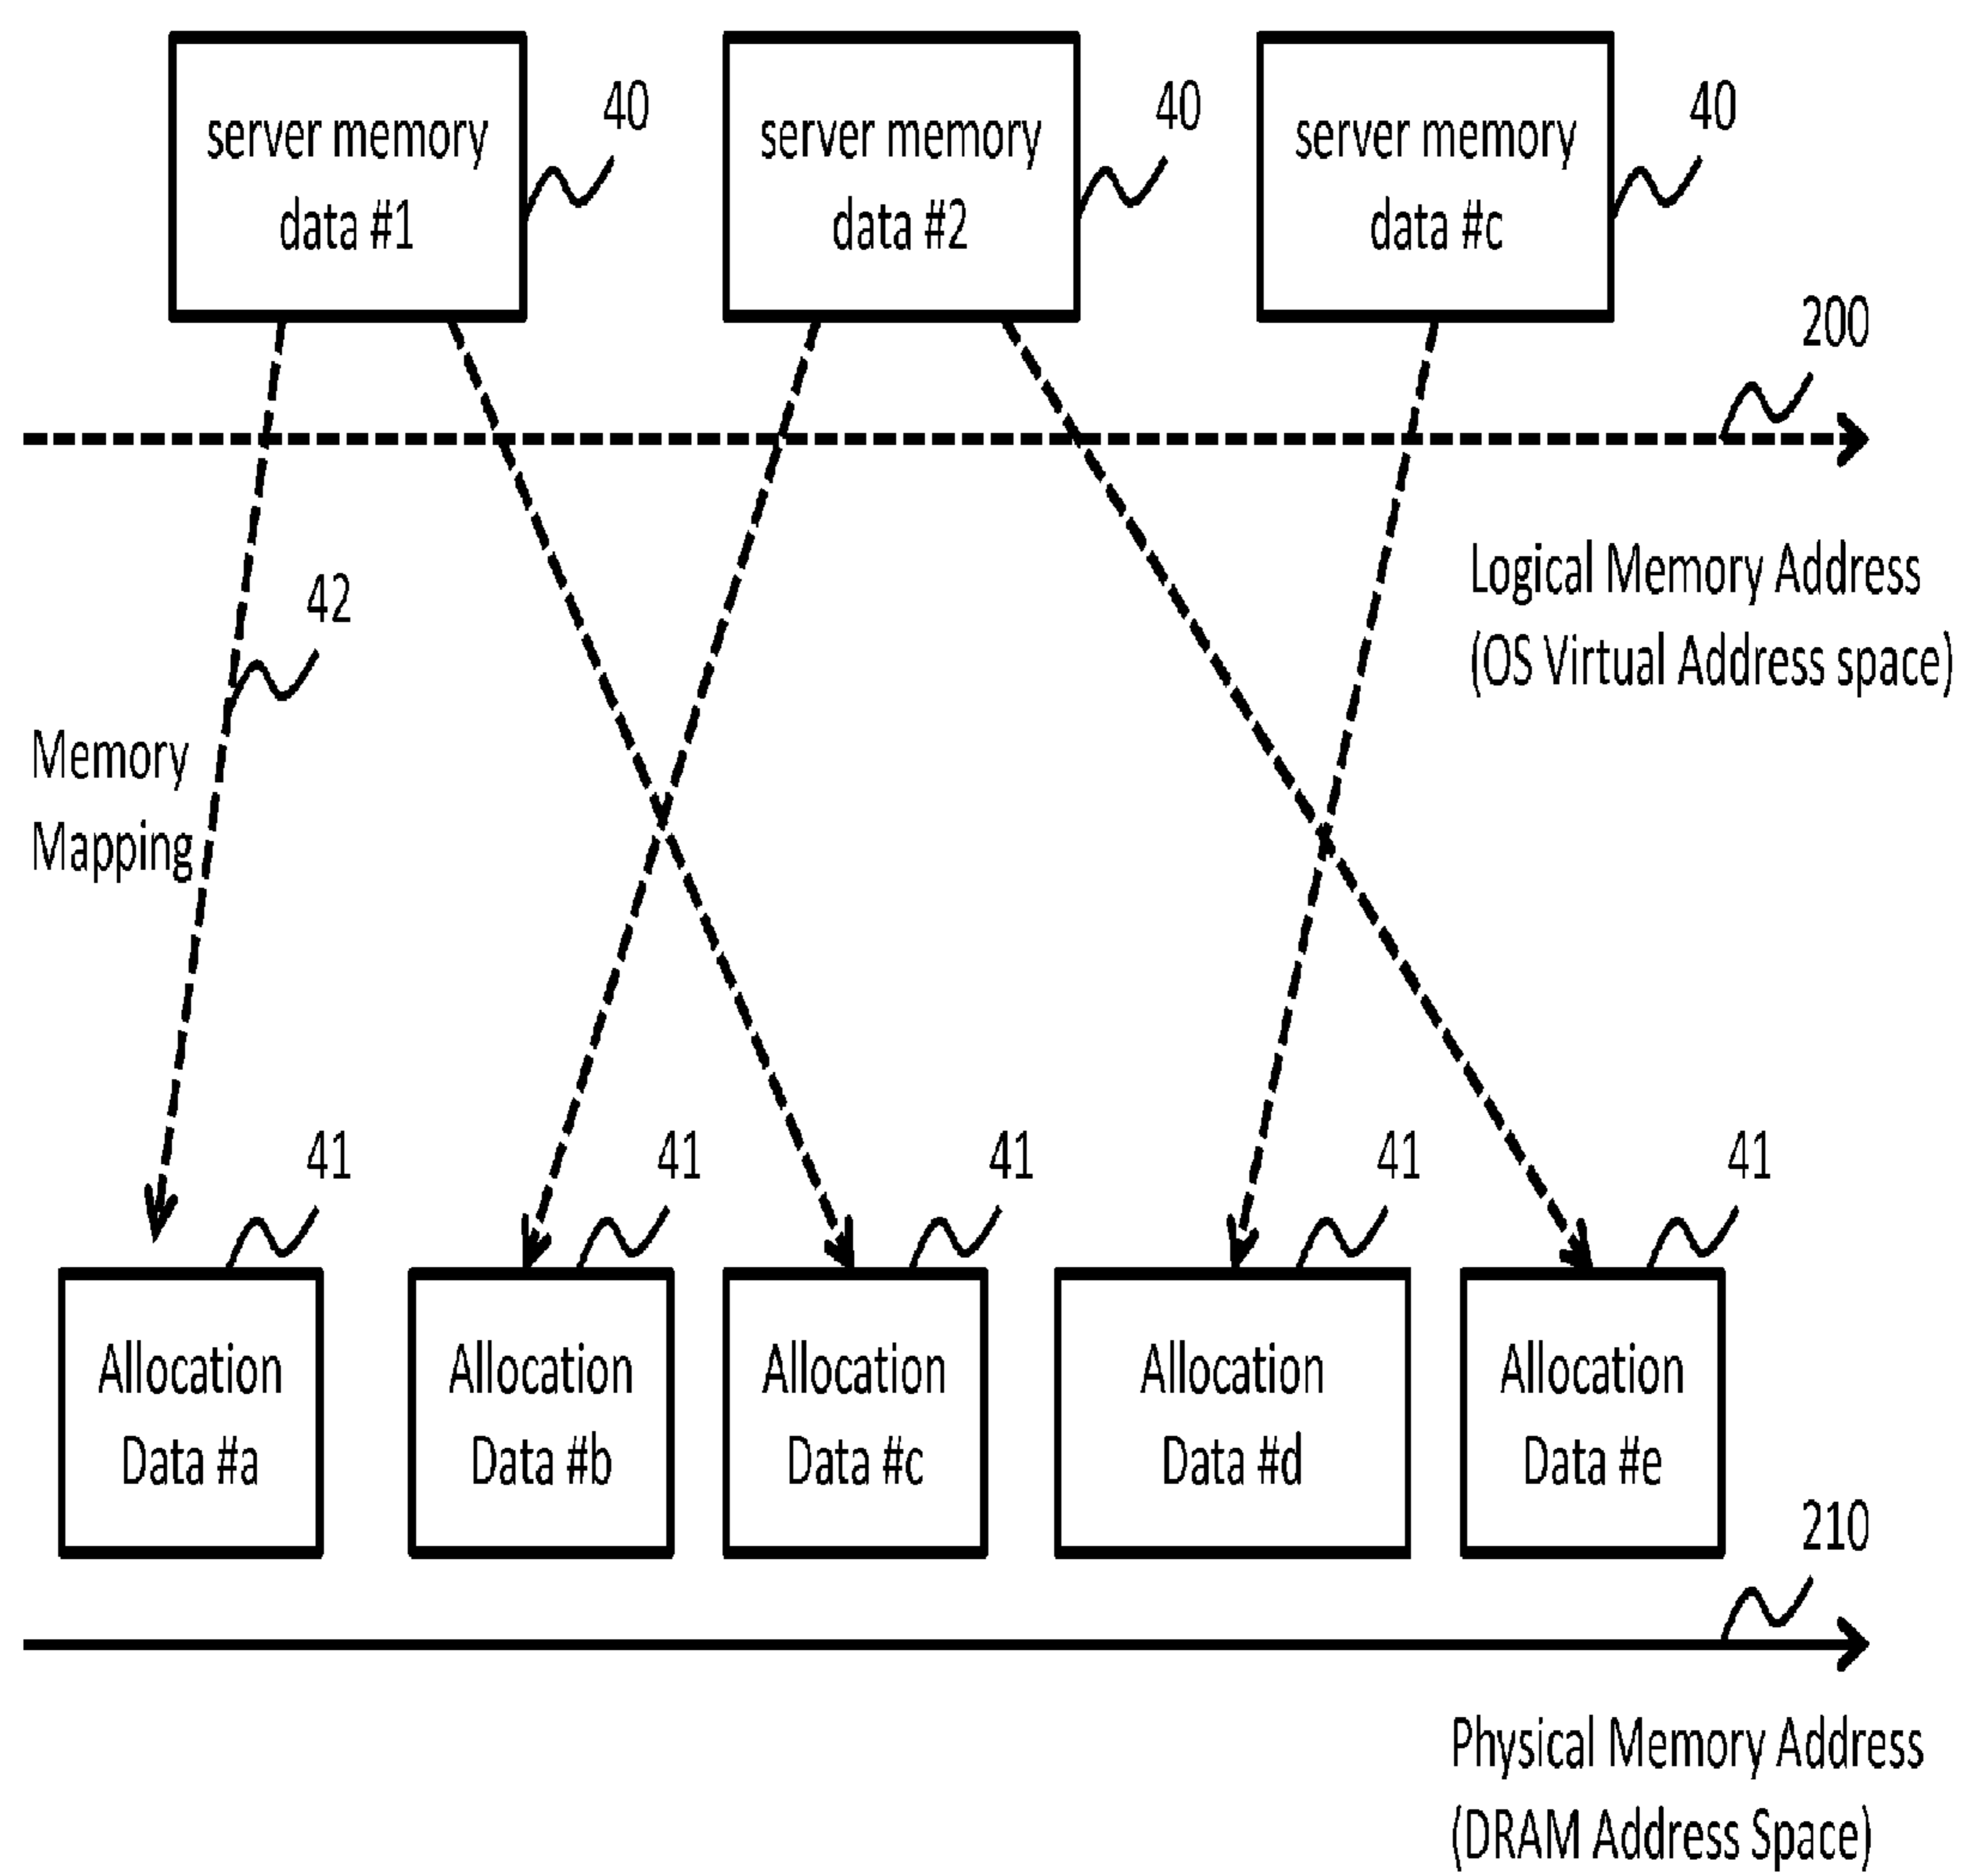 40
40
40
server memory
data #1
server memory
data #2
server memory
data #c
200
Logical Memory Address
(OS Virtual Address space)
42
Memory
Mapping
41
41
41
41
41
Allocation
Data #a
Allocation
Data #b
Allocation
Data #c
Allocation
Data #d
Allocation
Data #e
210
Physical Memory Address
(DRAM Address Space)